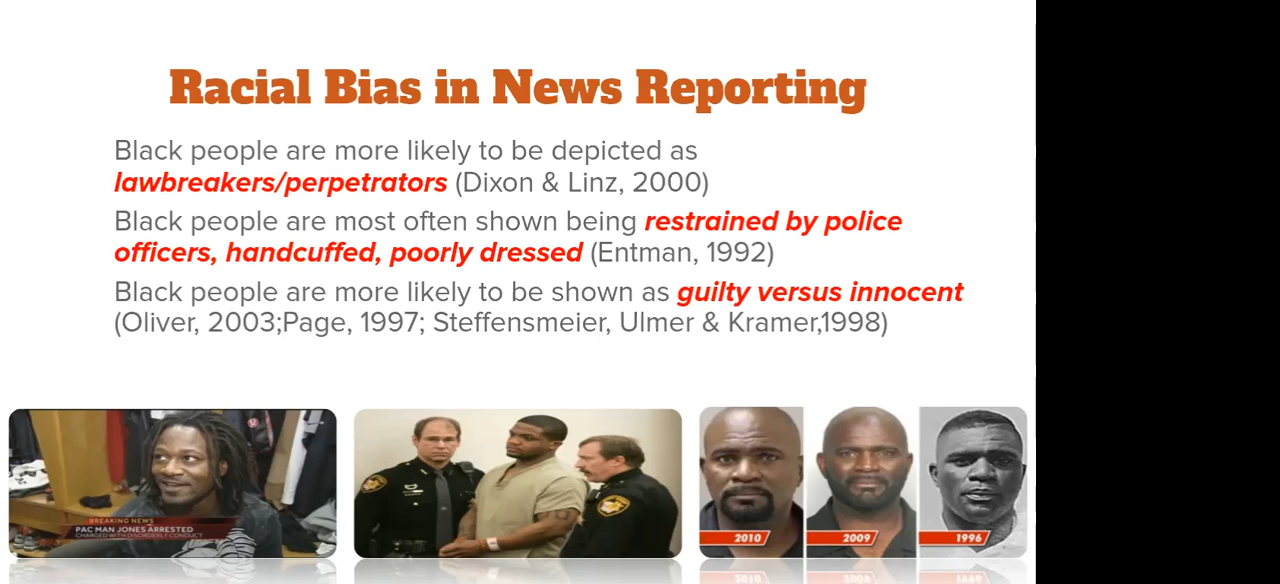 Racial Bias in News Reporting
Black people are more likely to be depicted as
lawbreakers/perpetrators (Dixon & Linz, 2000)
Black people are most often shown being restrained by police
officers, handcuffed, poorly dressed (Entman, 1992)
Black people are more likely to be shown as guilty versus innocent
(Oliver, 2003;Page, 1997; Steffensmeier, Ulmer & Kramer,1998)
BREAKING NEWS
PAC MAN JONES ARRESTED
CHARGED WITH DISORDERLY CONDUCT
2010
2009
1996